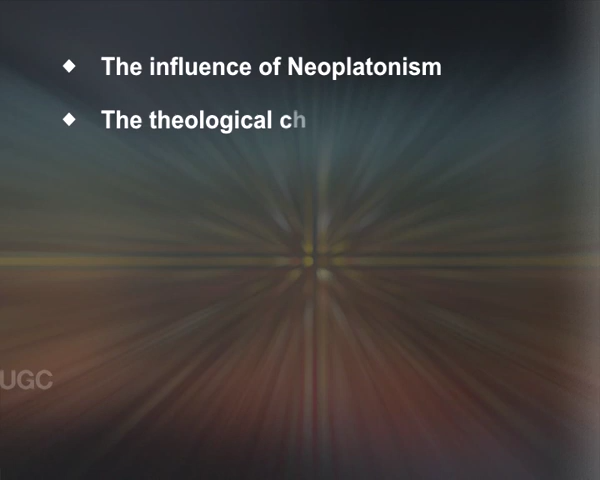 The influence of Neoplatonism
The theological ch
UGC